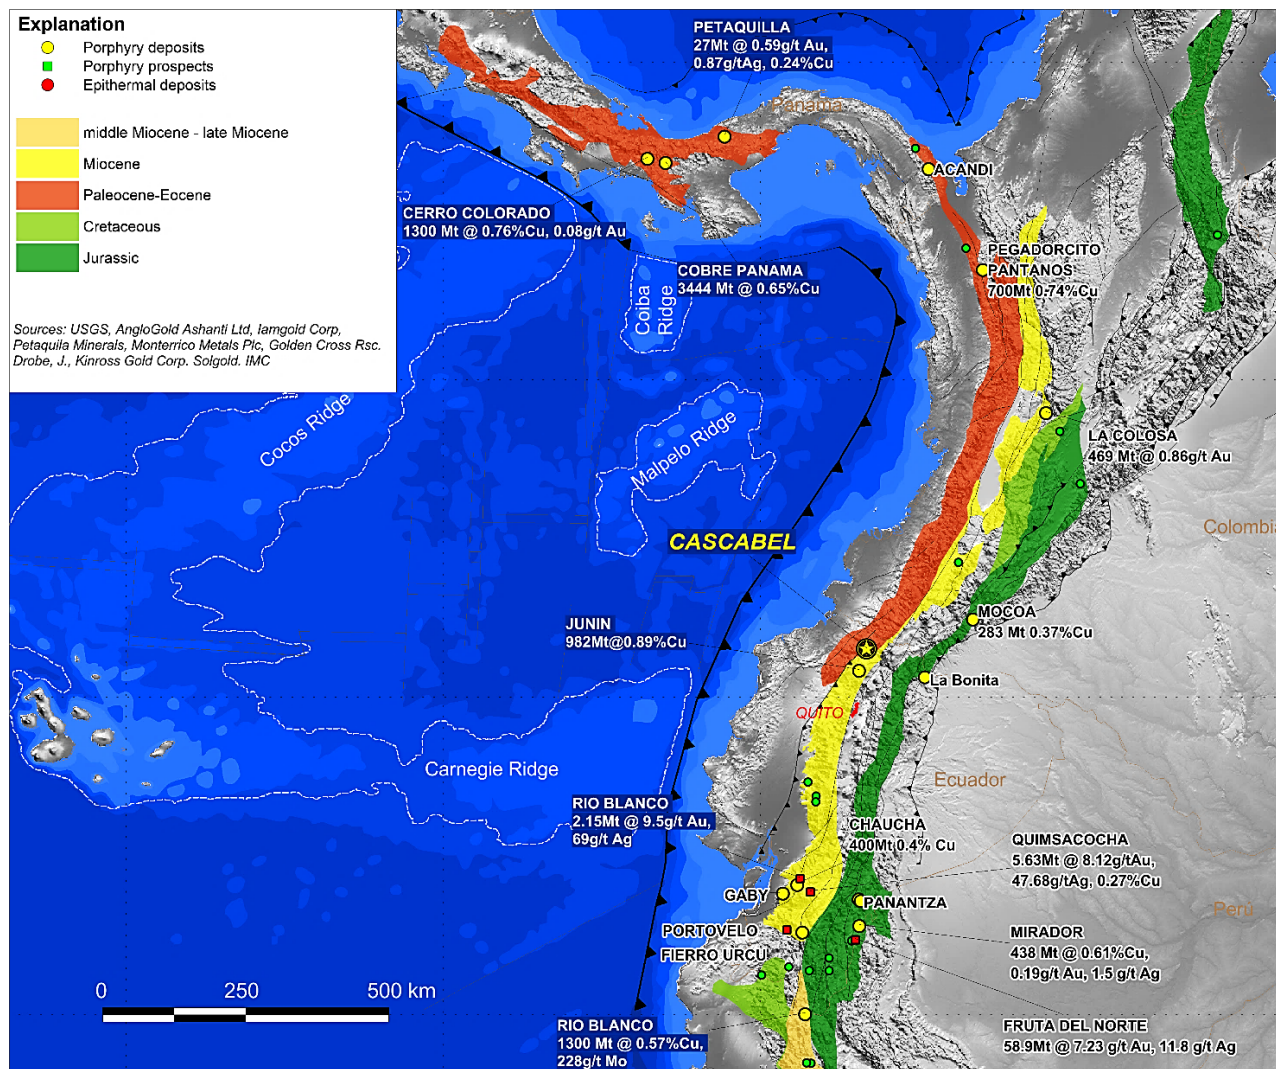 Explanation
Porphyry deposits
Porphyry prospects
Epithermal deposits
middle Miocene - late Miocene
Miocene
Paleocene-Eocene
Cretaceous
Jurassic
Sources: USGS, AngloGold Ashanti Ltd, Iamgold Corp,
Petaquila Minerals, Monterrico Metals Plc, Golden Cross Rsc.
Drobe, J., Kinross Gold Corp. Solgold. IMC
PETAQUILLA
27Mt @ 0.59g/t Au,
0.87g/tAg, 0.24%Cu
Panama
ACANDI
CERRO COLORADO
1300 Mt @ 0.76%Cu, 0.08g/t Au
PEGADORCITO
PANTANOS
700Mt 0.74%Cu
COBRE PANAMA
3444 Mt @ 0.65%Cu
Coiba
Ridge
Cocos Ridge
Malpelo Ridge
LA COLOSA
469 Mt @ 0.86g/t Au
Colombia
CASCABEL
MOCOA
283 Mt 0.37%Cu
JUNIN
982Mt@0.89%Cu
La Bonita
QUITO
Carnegie Ridge
Ecuador
RIO BLANCO
2.15Mt @ 9.5g/t Au,
69g/t Ag
CHAUCHA
400Mt 0.4% Cu
QUIMSACOCHA
5.63Mt @ 8.12g/tAu,
47.68g/tAg, 0.27%Cu
GABY
PANANTZA
Perú
PORTOVELO
FIERRO URCU
MIRADOR
438 Mt @ 0.61%Cu,
0.19g/t Au, 1.5 g/t Ag
0 250 500 km
RIO BLANCO
1300 Mt @ 0.57%Cu,
228g/t Mo
FRUTA DEL NORTE
58.9Mt @ 7.23 g/t Au, 11.8 g/t Ag